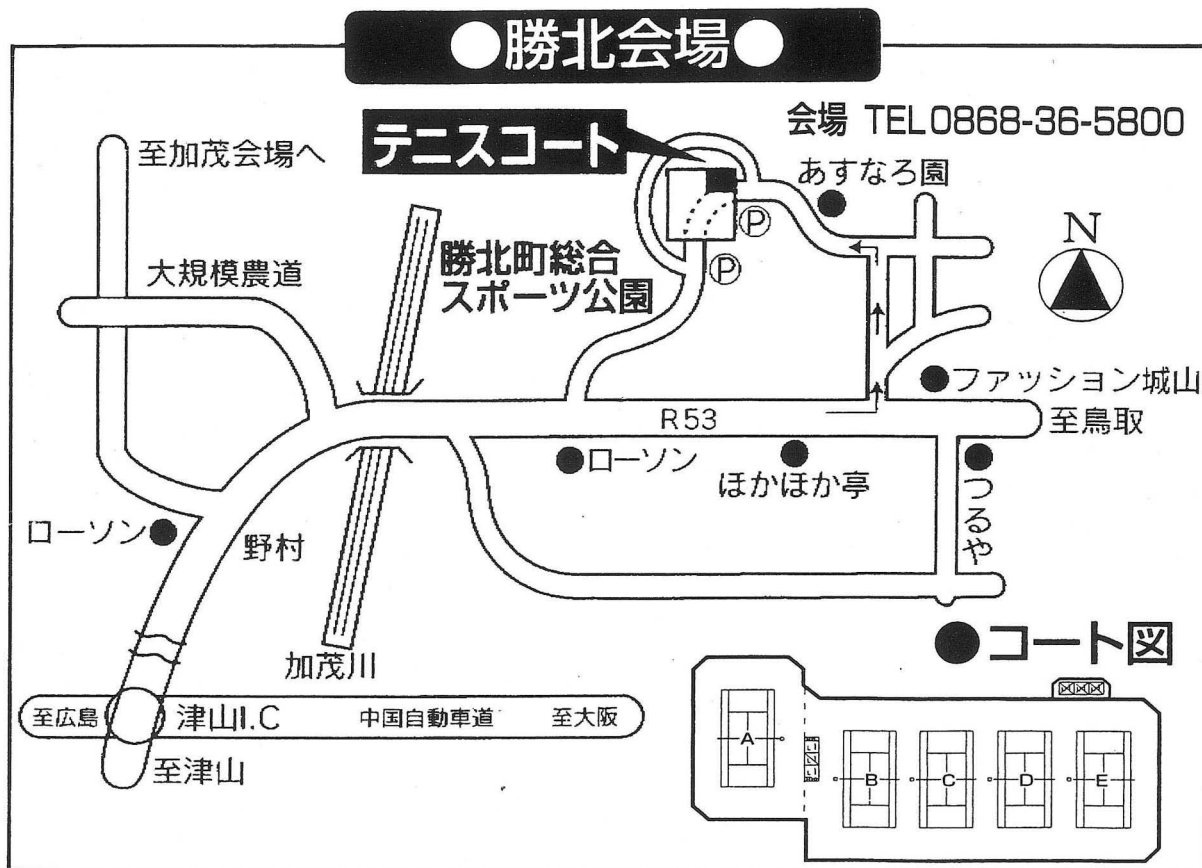 ●勝北会場●
会場 TEL0868-36-5800
テニスコート
至加茂会場へ
あすなろ園
P
P
N
勝北町総合
スポーツ公園
大規模農道
ファッション城山
R53
至鳥取
ローソン
ほかほか亭
つるや
ローソン
野村
加茂川
●コート図
至広島
津山I.C
中国自動車道
至大阪
至津山
A
B
C
D
E